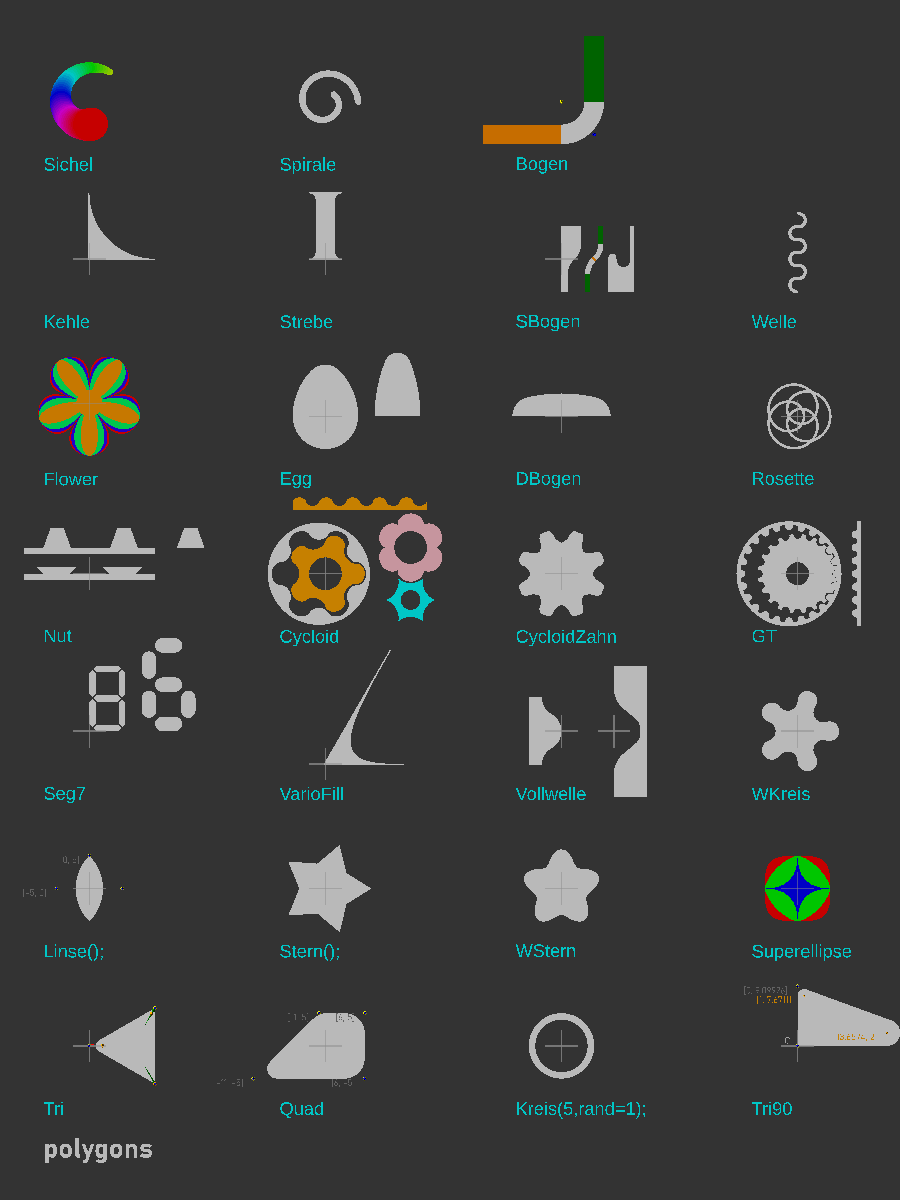 Sichel
Spirale
Bogen
Kehle
Strebe
SBogen
Welle
Flower
Egg
DBogen
Rosette
Nut
Cycloid
CycloidZahn
GT
Seg7
VarioFill
Vollwelle
WKreis
Linse();
Stern();
WStern
Superellipse
Tri
Quad
Kreis(5,rand=1);
Tri90
polygons